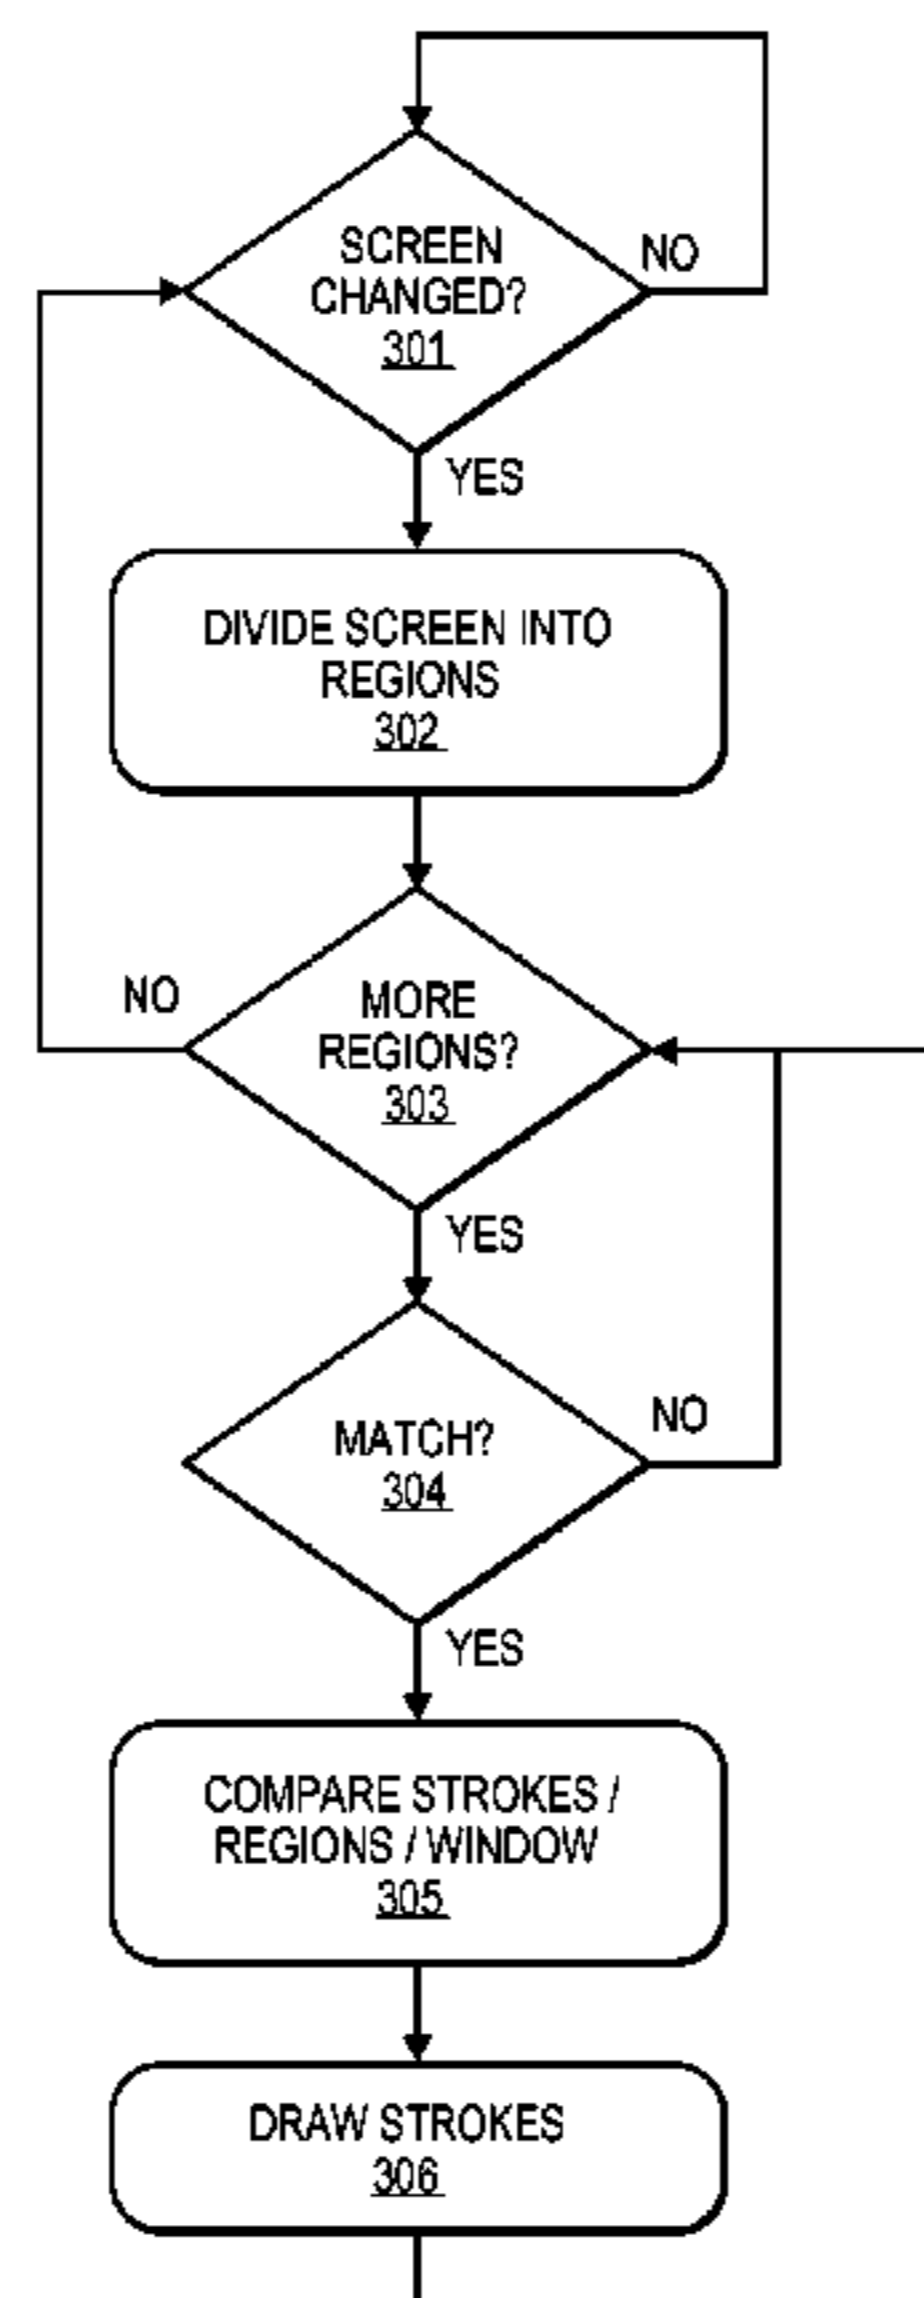 SCREEN
CHANGED?
301
NO
YES
DIVIDE SCREEN INTO
REGIONS
302
NO
MORE
REGIONS?
303
YES
MATCH?
304
NO
YES
COMPARE STROKES /
REGIONS / WINDOW
305
DRAW STROKES
306